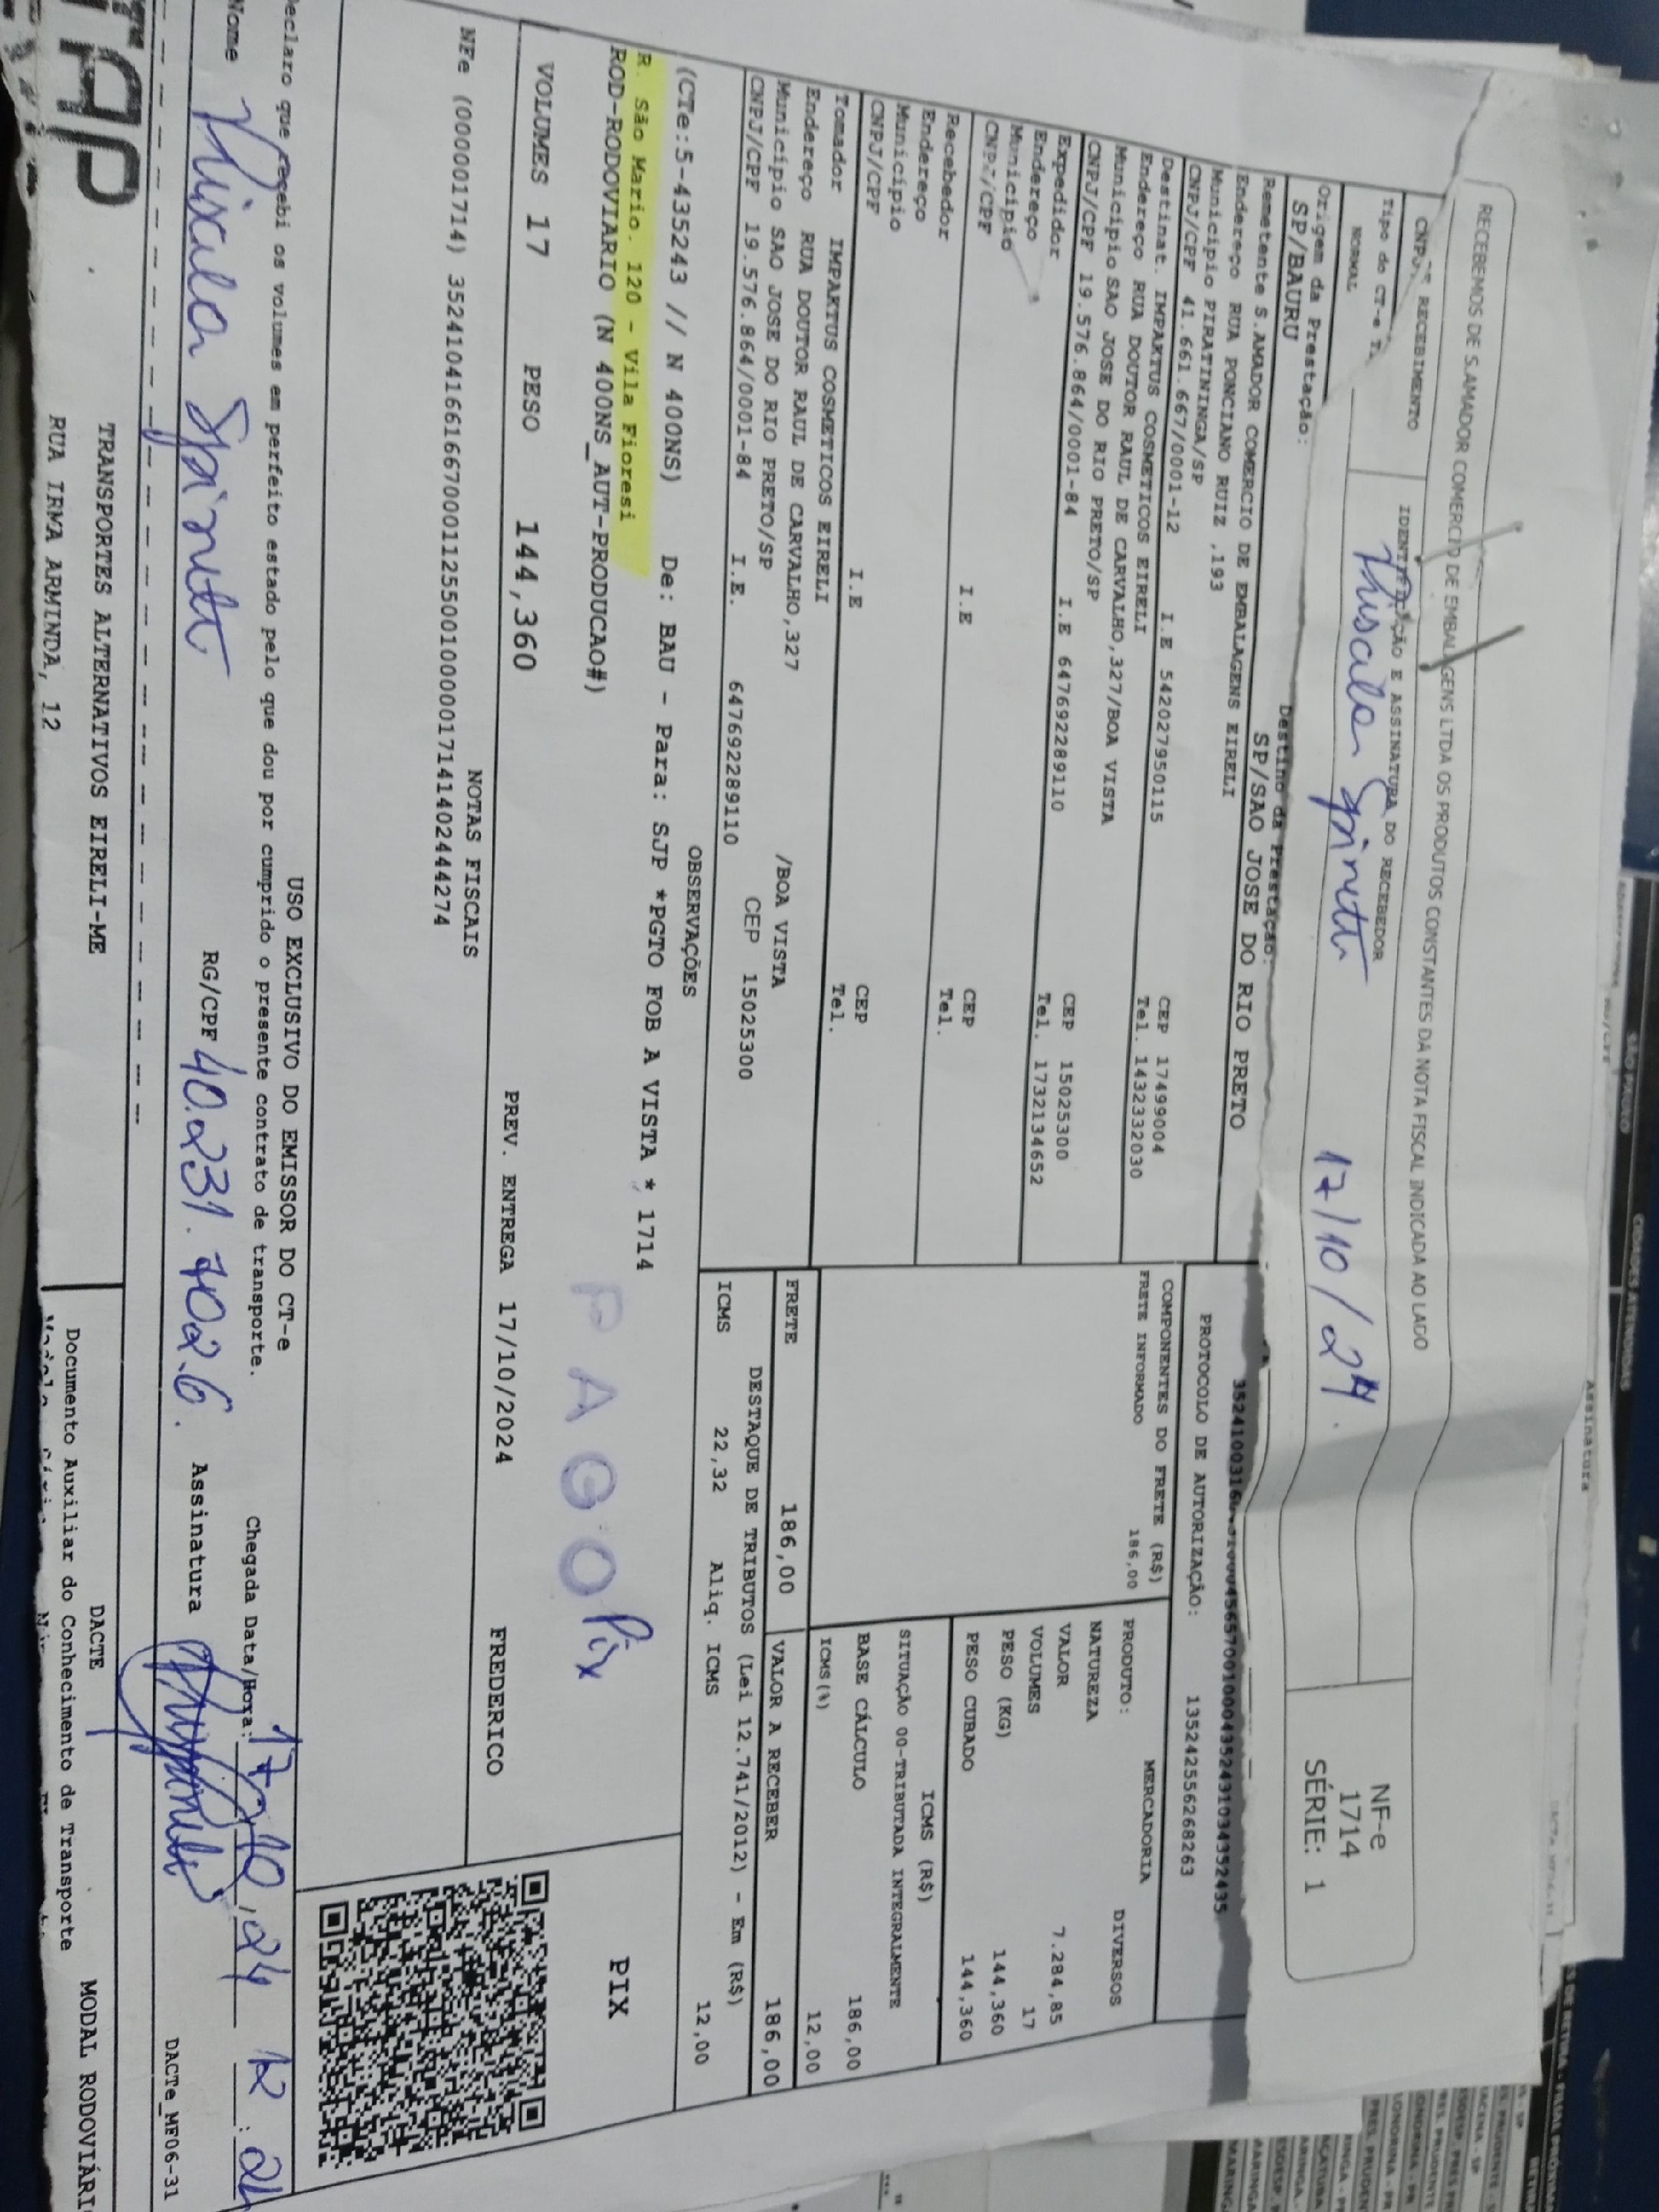 RECEBEMOS DE S.AMADOR COMERCIO DE EMBALAGENS LTDA OS PRODUTOS CONSTANTES DA NOTA FISCAL INDICADA AO LADO
RECEBIMENTO
IDENTIFICAÇÃO E ASSINATURA DO RECEBEDOR
17/10/24
NF-e
1714
SÉRIE: 1
Tipo do CT-e
NORMAL
Origem da Prestação:
SP/BAURU
Destino da Prestação:
SP/SAO JOSE DO RIO PRETO
PROTOCOLO DE AUTORIZAÇÃO:
135242556268263
Remetente S.AMADOR COMERCIO DE EMBALAGENS EIRELI
Endereço RUA PONCIANO RUIZ ,193
Município PIRATININGA/SP CEP 17499004
CNPJ/CPF 41.661.667/0001-12 I.E 542027950115 Tel. 1432332030
Destinat. IMPAKTUS COSMETICOS EIRELI
Endereço RUA DOUTOR RAUL DE CARVALHO,327/BOA VISTA
Município SAO JOSE DO RIO PRETO/SP CEP 15025300
CNPJ/CPF 19.576.864/0001-84 I.E 647692289110 Tel. 1732134652
Expedidor
Endereço
Município CEP
CNPJ/CPF I.E Tel.
Recebedor
Endereço
Município CEP
CNPJ/CPF I.E Tel.
Tomador IMPAKTUS COSMETICOS EIRELI
Endereço RUA DOUTOR RAUL DE CARVALHO,327 /BOA VISTA
Município SAO JOSE DO RIO PRETO/SP
CNPJ/CPF 19.576.864/0001-84 I.E. 647692289110 CEP 15025300
COMPONENTES DO FRETE (R$)
FRETE INFORMADO 186,00
MERCADORIA
PRODUTO: DIVERSOS
NATUREZA
VALOR 7.284,85
VOLUMES 17
PESO (KG) 144,360
PESO CUBADO 144,360
ICMS (R$)
SITUAÇÃO 00-TRIBUTADA INTEGRALMENTE
BASE CÁLCULO 186,00
ICMS(%) 12,00
FRETE 186,00
VALOR A RECEBER 186,00
DESTAQUE DE TRIBUTOS (Lei 12.741/2012) - Em (R$)
ICMS 22,32 Aliq. ICMS 12,00
OBSERVAÇÕES
(CTe:5-435243 // N 400NS) De: BAU - Para: SJP *PGTO FOB A VISTA * 1714
R. São Mario. 120 - Vila Fioresi
ROD-RODOVIARIO (N 400NS_AUT-PRODUCAO#)
PAGO Pix
PIX
VOLUMES 17 PESO 144,360 PREV. ENTREGA 17/10/2024 FREDERICO
NOTAS FISCAIS
NFe (000001714) 35241041661667000112550010000017141402444274
USO EXCLUSIVO DO EMISSOR DO CT-e
Declaro que recebi os volumes em perfeito estado pelo que dou por cumprido o presente contrato de transporte.
Chegada Data/Hora: 17/10/24
Nome RG/CPF 40.231.702.6. Assinatura
DACTe_MF06-31
TAP
TRANSPORTES ALTERNATIVOS EIRELI-ME
RUA IRMA ARMINDA, 12
DACTE
Documento Auxiliar do Conhecimento de Transporte
MODAL RODOVIÁRI
Assinatura